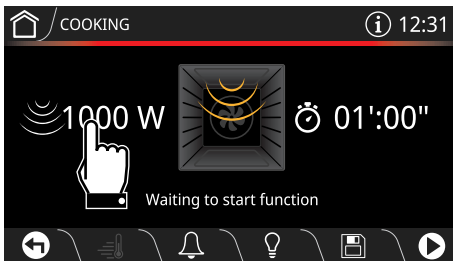 COOKING
i 12:31
1000 W
01':00"
Waiting to start function